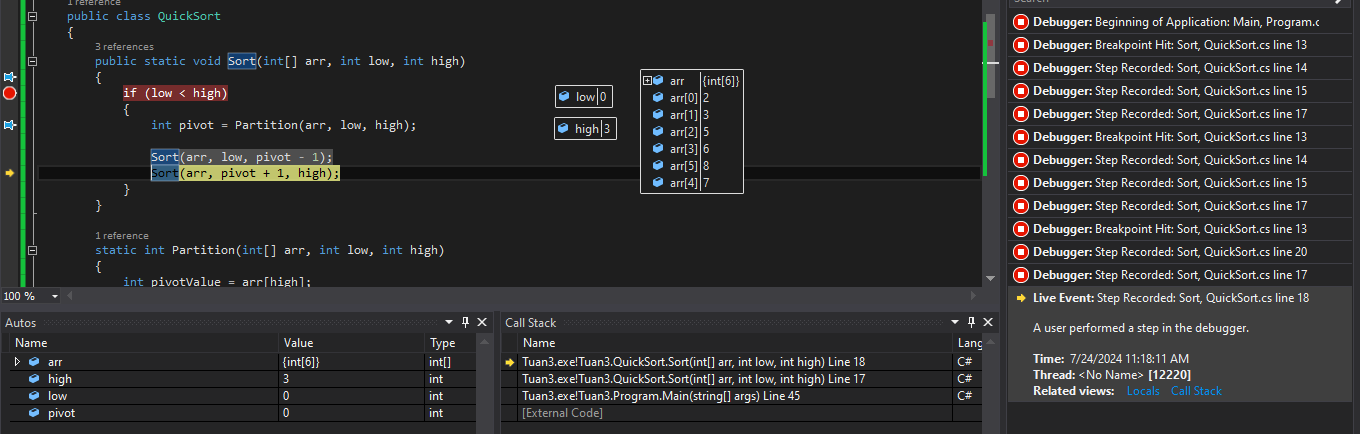 1 reference
public class QuickSort
{
3 references
public static void Sort(int[] arr, int low, int high)
{
if (low < high)
{
int pivot = Partition(arr, low, high);
Sort(arr, low, pivot - 1);
Sort(arr, pivot + 1, high);
}
}
1 reference
static int Partition(int[] arr, int low, int high)
{
int pivotValue = arr[high];
low 0
high 3
arr {int[6]}
arr[0] 2
arr[1] 3
arr[2] 5
arr[3] 6
arr[5] 8
arr[4] 7
100 %
Autos
Name Value Type
arr {int[6]} int[]
high 3 int
low 0 int
pivot 0 int
Call Stack
Name Lang
Tuan3.exe!Tuan3.QuickSort.Sort(int[] arr, int low, int high) Line 18 C#
Tuan3.exe!Tuan3.QuickSort.Sort(int[] arr, int low, int high) Line 17 C#
Tuan3.exe!Tuan3.Program.Main(string[] args) Line 45 C#
[External Code]
Debugger: Beginning of Application: Main, Program.c
Debugger: Breakpoint Hit: Sort, QuickSort.cs line 13
Debugger: Step Recorded: Sort, QuickSort.cs line 14
Debugger: Step Recorded: Sort, QuickSort.cs line 15
Debugger: Step Recorded: Sort, QuickSort.cs line 17
Debugger: Breakpoint Hit: Sort, QuickSort.cs line 13
Debugger: Step Recorded: Sort, QuickSort.cs line 14
Debugger: Step Recorded: Sort, QuickSort.cs line 15
Debugger: Step Recorded: Sort, QuickSort.cs line 17
Debugger: Breakpoint Hit: Sort, QuickSort.cs line 13
Debugger: Step Recorded: Sort, QuickSort.cs line 20
Debugger: Step Recorded: Sort, QuickSort.cs line 17
Live Event: Step Recorded: Sort, QuickSort.cs line 18
A user performed a step in the debugger.
Time: 7/24/2024 11:18:11 AM
Thread: <No Name> [12220]
Related views: Locals Call Stack